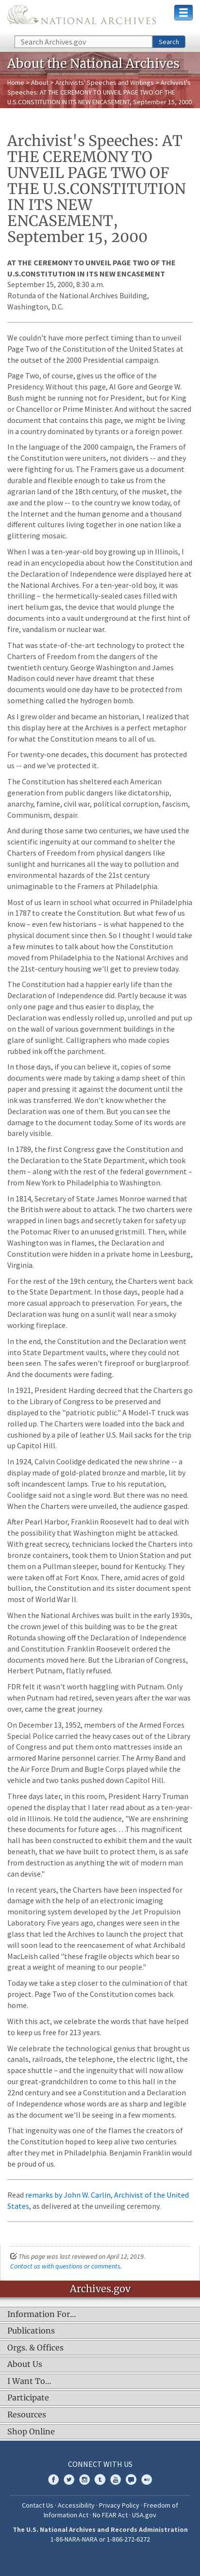 NATIONAL ARCHIVES
Search Archives.gov
Search
About the National Archives
Home > About > Archivists' Speeches and Writings > Archivist's
Speeches: AT THE CEREMONY TO UNVEIL PAGE TWO OF THE
U.S.CONSTITUTION IN ITS NEW ENCASEMENT, September 15, 2000
Archivist's Speeches: AT
THE CEREMONY TO
UNVEIL PAGE TWO OF
THE U.S.CONSTITUTION
IN ITS NEW
ENCASEMENT,
September 15, 2000
AT THE CEREMONY TO UNVEIL PAGE TWO OF THE
U.S.CONSTITUTION IN ITS NEW ENCASEMENT
September 15, 2000, 8:30 a.m.
Rotunda of the National Archives Building,
Washington, D.C.
We couldn't have more perfect timing than to unveil
Page Two of the Constitution of the United States at
the outset of the 2000 Presidential campaign.
Page Two, of course, gives us the office of the
Presidency. Without this page, Al Gore and George W.
Bush might be running not for President, but for King
or Chancellor or Prime Minister. And without the sacred
document that contains this page, we might be living
in a country dominated by tyrants or a foreign power.
In the language of the 2000 campaign, the Framers of
the Constitution were uniters, not dividers -- and they
were fighting for us. The Framers gave us a document
durable and flexible enough to take us from the
agrarian land of the 18th century, of the musket, the
horse and the plow -- to the century we know today, of
the Internet and the human genome and a thousand
different cultures living together in one nation like a
glittering mosaic.
When I was a ten-year-old boy growing up in Illinois, I
read in an encyclopedia about how the Constitution and
the Declaration of Independence were displayed here at
the National Archives. For a ten-year-old boy, it was
thrilling – the hermetically-sealed cases filled with
inert helium gas, the device that would plunge the
documents into a vault underground at the first hint of
fire, vandalism or nuclear war.
That was state-of-the-art technology to protect the
Charters of Freedom from the dangers of the
twentieth century. George Washington and James
Madison could never have dreamt that these
documents would one day have to be protected from
something called the hydrogen bomb.
As I grew older and became an historian, I realized that
this display here at the Archives is a perfect metaphor
for what the Constitution means to all of us.
For twenty-one decades, this document has protected
us -- and we've protected it.
The Constitution has sheltered each American
generation from public dangers like dictatorship,
anarchy, famine, civil war, political corruption, fascism,
Communism, despair.
And during those same two centuries, we have used the
scientific ingenuity at our command to shelter the
Charters of Freedom from physical dangers like
sunlight and hurricanes all the way to pollution and
environmental hazards of the 21st century
unimaginable to the Framers at Philadelphia.
Most of us learn in school what occurred in Philadelphia
in 1787 to create the Constitution. But what few of us
know – even few historians – is what happened to the
physical document since then. So I thought I would take
a few minutes to talk about how the Constitution
moved from Philadelphia to the National Archives and
the 21st-century housing we've got to preview today.
The Constitution had a happier early life than the
Declaration of Independence did. Partly because it was
only one page and thus easier to display, the
Declaration was endlessly rolled up, unrolled and put up
on the wall of various government buildings in the
glare of sunlight. Calligraphers who made copies
rubbed ink off the parchment.
In those days, if you can believe it, copies of some
documents were made by taking a damp sheet of thin
paper and pressing it against the document until the
ink was transferred. We don't know whether the
Declaration was one of them. But you can see the
damage to the document today. Some of its words are
barely visible.
In 1789, the first Congress gave the Constitution and
the Declaration to the State Department, which took
them – along with the rest of the federal government –
from New York to Philadelphia to Washington.
In 1814, Secretary of State James Monroe warned that
the British were about to attack. The two charters were
wrapped in linen bags and secretly taken for safety up
the Potomac River to an unused gristmill. Then, while
Washington was in flames, the Declaration and
Constitution were hidden in a private home in Leesburg,
Virginia.
For the rest of the 19th century, the Charters went back
to the State Department. In those days, people had a
more casual approach to preservation. For years, the
Declaration was hung on a sunlit wall near a smoky
working fireplace.
In the end, the Constitution and the Declaration went
into State Department vaults, where they could not
been seen. The safes weren't fireproof or burglarproof.
And the documents were fading.
In 1921, President Harding decreed that the Charters go
to the Library of Congress to be preserved and
displayed to the "patriotic public." A Model-T truck was
rolled up. The Charters were loaded into the back and
cushioned by a pile of leather U.S. Mail sacks for the trip
up Capitol Hill.
In 1924, Calvin Coolidge dedicated the new shrine -- a
display made of gold-plated bronze and marble, lit by
soft incandescent lamps. True to his reputation,
Coolidge said not a single word. But there was no need.
When the Charters were unveiled, the audience gasped.
After Pearl Harbor, Franklin Roosevelt had to deal with
the possibility that Washington might be attacked.
With great secrecy, technicians locked the Charters into
bronze containers, took them to Union Station and put
them on a Pullman sleeper, bound for Kentucky. They
were taken off at Fort Knox. There, amid acres of gold
bullion, the Constitution and its sister document spent
most of World War II.
When the National Archives was built in the early 1930s,
the crown jewel of this building was to be the great
Rotunda showing off the Declaration of Independence
and Constitution. Franklin Roosevelt ordered the
documents moved here. But the Librarian of Congress,
Herbert Putnam, flatly refused.
FDR felt it wasn't worth haggling with Putnam. Only
when Putnam had retired, seven years after the war was
over, came the great journey.
On December 13, 1952, members of the Armed Forces
Special Police carried the heavy cases out of the Library
of Congress and put them onto mattresses inside an
armored Marine personnel carrier. The Army Band and
the Air Force Drum and Bugle Corps played while the
vehicle and two tanks pushed down Capitol Hill.
Three days later, in this room, President Harry Truman
opened the display that I later read about as a ten-year-
old in Illinois. He told the audience, "We are enshrining
these documents for future ages. . . .This magnificent
hall has been constructed to exhibit them and the vault
beneath, that we have built to protect them, is as safe
from destruction as anything that the wit of modern man
can devise."
In recent years, the Charters have been inspected for
damage with the help of an electronic imaging
monitoring system developed by the Jet Propulsion
Laboratory. Five years ago, changes were seen in the
glass that led the Archives to launch the project that
will soon lead to the reencasement of what Archibald
MacLeish called "these fragile objects which bear so
great a weight of meaning to our people."
Today we take a step closer to the culmination of that
project. Page Two of the Constitution comes back
home.
With this act, we celebrate the words that have helped
to keep us free for 213 years.
We celebrate the technological genius that brought us
canals, railroads, the telephone, the electric light, the
space shuttle – and the ingenuity that will now ensure
that our great-grandchildren can come to this hall in
the 22nd century and see a Constitution and a
Declaration of Independence whose words are as sharp and legible
as the document we'll be seeing in a few moments.
That ingenuity was one of the flames the creators of
the Constitution hoped to keep alive two centuries
after they met in Philadelphia. Benjamin Franklin would
be proud of us.
Read remarks by John W. Carlin, Archivist of the United
States, as delivered at the unveiling ceremony.
This page was last reviewed on April 12, 2019.
Contact us with questions or comments.
Archives.gov
Information For...
Publications
Orgs. & Offices
About Us
I Want To...
Participate
Resources
Shop Online
CONNECT WITH US
Contact Us · Accessibility · Privacy Policy · Freedom of
Information Act · No FEAR Act · USA.gov
The U.S. National Archives and Records Administration
1-86-NARA-NARA or 1-866-272-6272